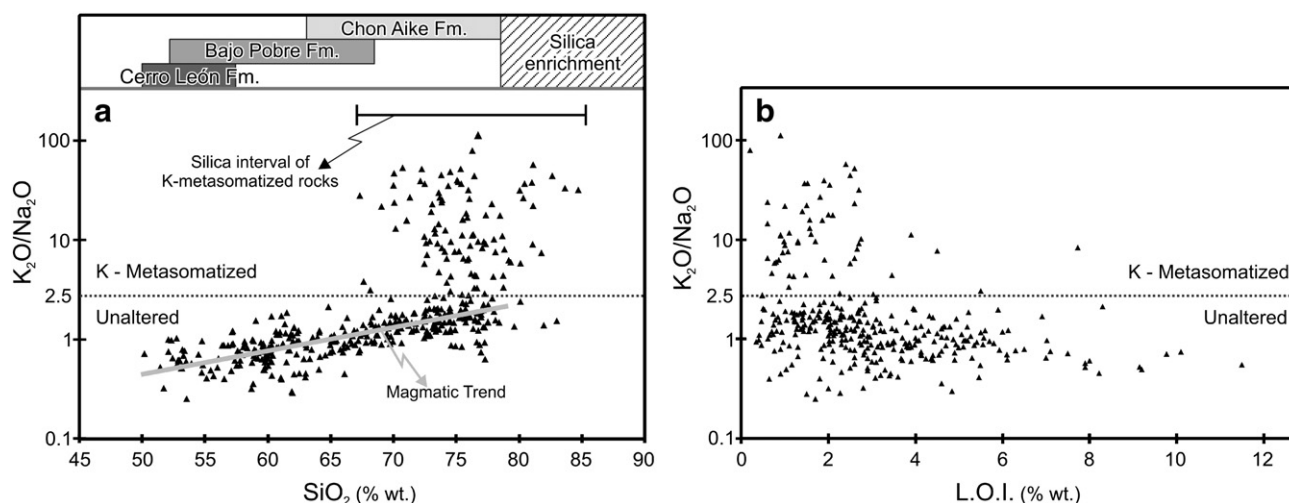 Chon Aike Fm.
Bajo Pobre Fm.
Cerro León Fm.
Silica
enrichment
a
Silica interval of
K-metasomatized rocks
K - Metasomatized
Unaltered
Magmatic Trend
K₂O/Na₂O
100
10
2.5
1
0.1
45 50 55 60 65 70 75 80 85 90
SiO₂ (% wt.)
b
K - Metasomatized
Unaltered
K₂O/Na₂O
100
10
2.5
1
0.1
0 2 4 6 8 10 12
L.O.I. (% wt.)